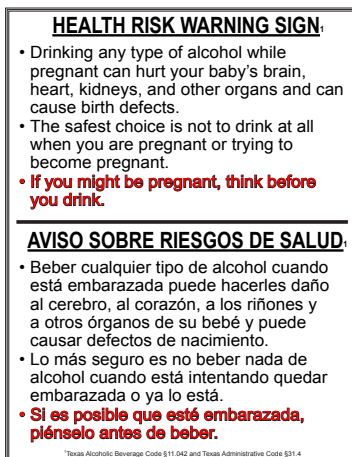 HEALTH RISK WARNING SIGN1
• Drinking any type of alcohol while
pregnant can hurt your baby's brain,
heart, kidneys, and other organs and can
cause birth defects.
• The safest choice is not to drink at all
when you are pregnant or trying to
become pregnant.
• If you might be pregnant, think before
you drink.
AVISO SOBRE RIESGOS DE SALUD1
• Beber cualquier tipo de alcohol cuando
está embarazada puede hacerles daño
al cerebro, al corazón, a los riñones y
a otros órganos de su bebé y puede
causar defectos de nacimiento.
• Lo más seguro es no beber nada de
alcohol cuando está intentando quedar
embarazada o ya lo está.
• Si es posible que esté embarazada,
piénselo antes de beber.
1Texas Alcoholic Beverage Code §11.042 and Texas Administrative Code §31.4